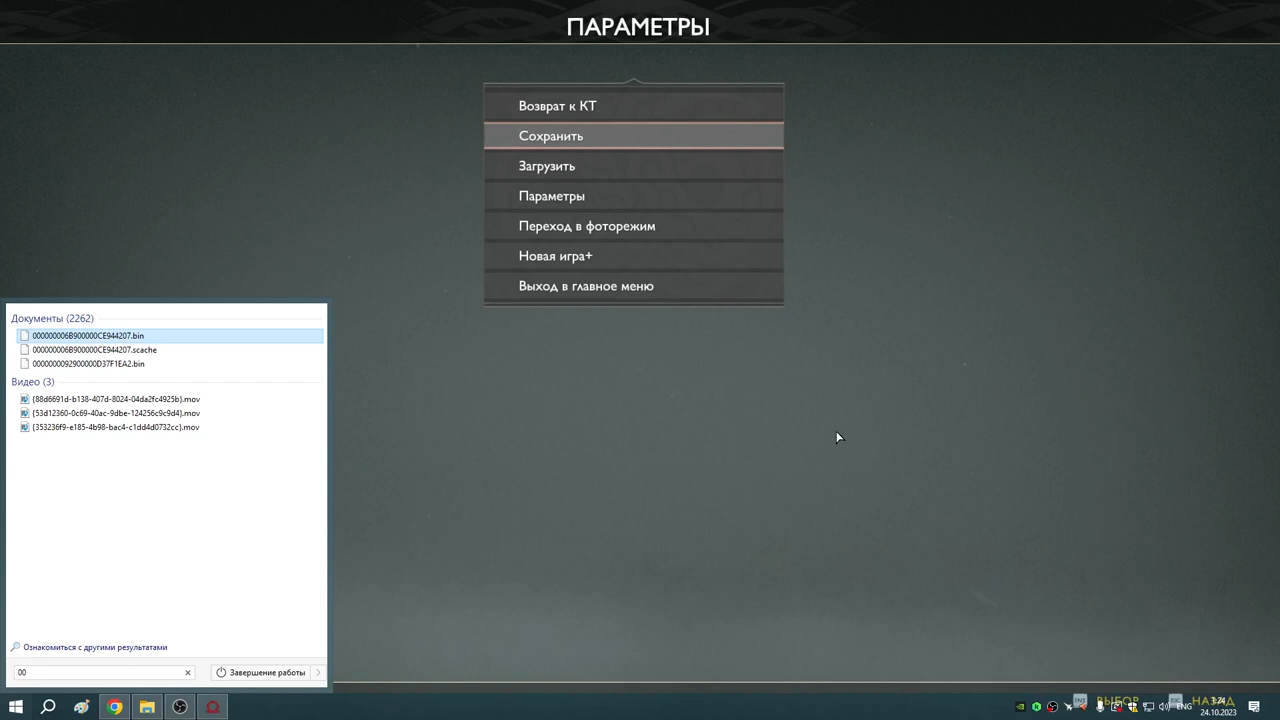 ПАРАМЕТРЫ
Возврат к КТ
Сохранить
Загрузить
Параметры
Переход в фоторежим
Новая игра+
Выход в главное меню
Документы (2262)
000000006B900000CE944207.bin
000000006B900000CE944207.scache
0000000092900000D37F1EA2.bin
Видео (3)
{88d6691d-b138-407d-8024-04da2fc4925b}.mov
{53d12360-0c69-40ac-9dbe-124256c9c9d4}.mov
{353236f9-e185-4b98-bac4-c1dd4d0732cc}.mov
Ознакомиться с другими результатами
00
Завершение работы
ВЫБОР
НАЗАД
ENG
24.10.2023